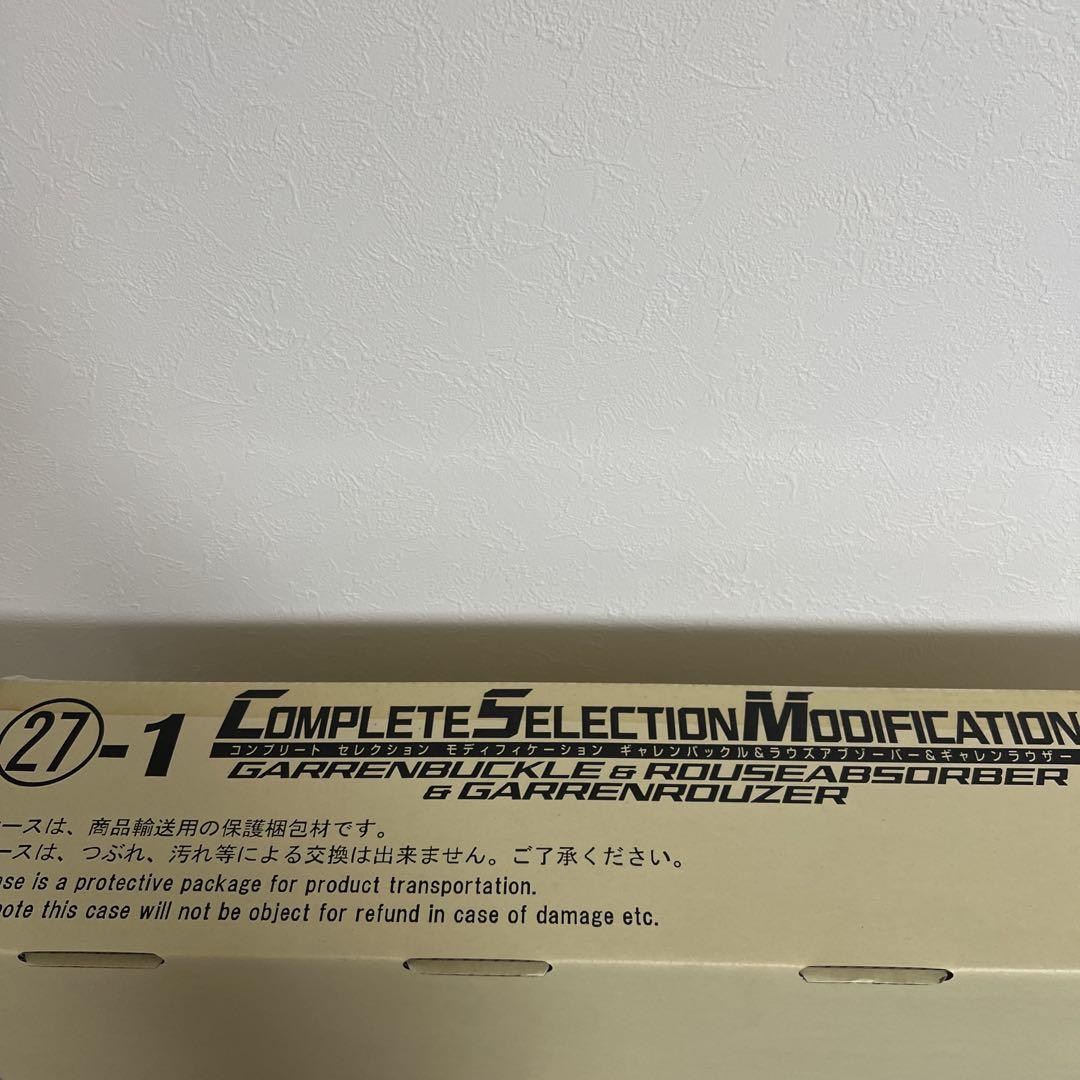 27-1 COMPLETE SELECTION MODIFICATION
コンプリート セレクション モディフィケーション ギャレンバックル&ラウズアブゾーバー&ギャレンラウザー
GARRENBUCKLE & ROUSEABSORBER
& GARRENROUZER
ースは、商品輸送用の保護梱包材です。
ースは、つぶれ、汚れ等による交換は出来ません。ご了承ください。
is a protective package for product transportation.
this case will not be object for refund in case of damage etc.